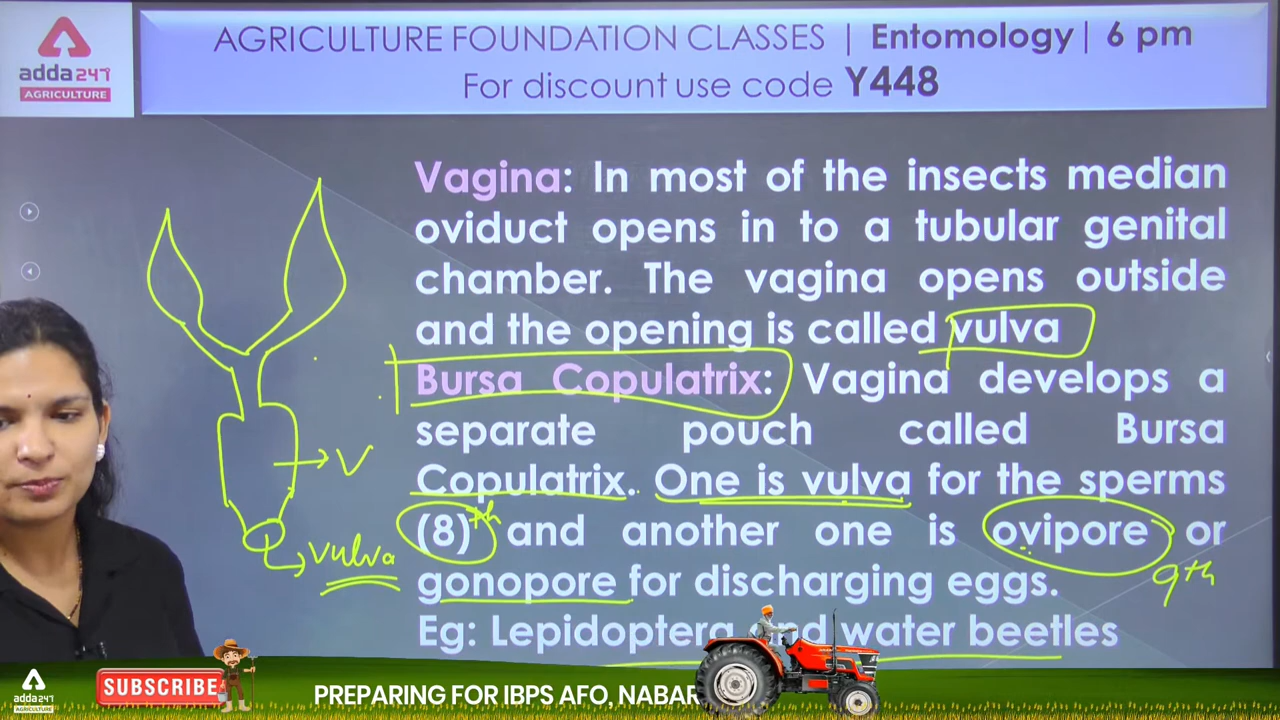 AGRICULTURE FOUNDATION CLASSES | Entomology| 6 pm
For discount use code Y448
adda247
AGRICULTURE
Vagina: In most of the insects median
oviduct opens in to a tubular genital
chamber. The vagina opens outside
and the opening is called vulva
Bursa Copulatrix: Vagina develops a
separate pouch called Bursa
Copulatrix. One is vulva for the sperms
(8)th and another one is ovipore or
gonopore for discharging eggs.
9th
Eg: Lepidoptera and water beetles
V
vulva
adda247
AGRICULTURE
SUBSCRIBE
PREPARING FOR IBPS AFO, NABAR